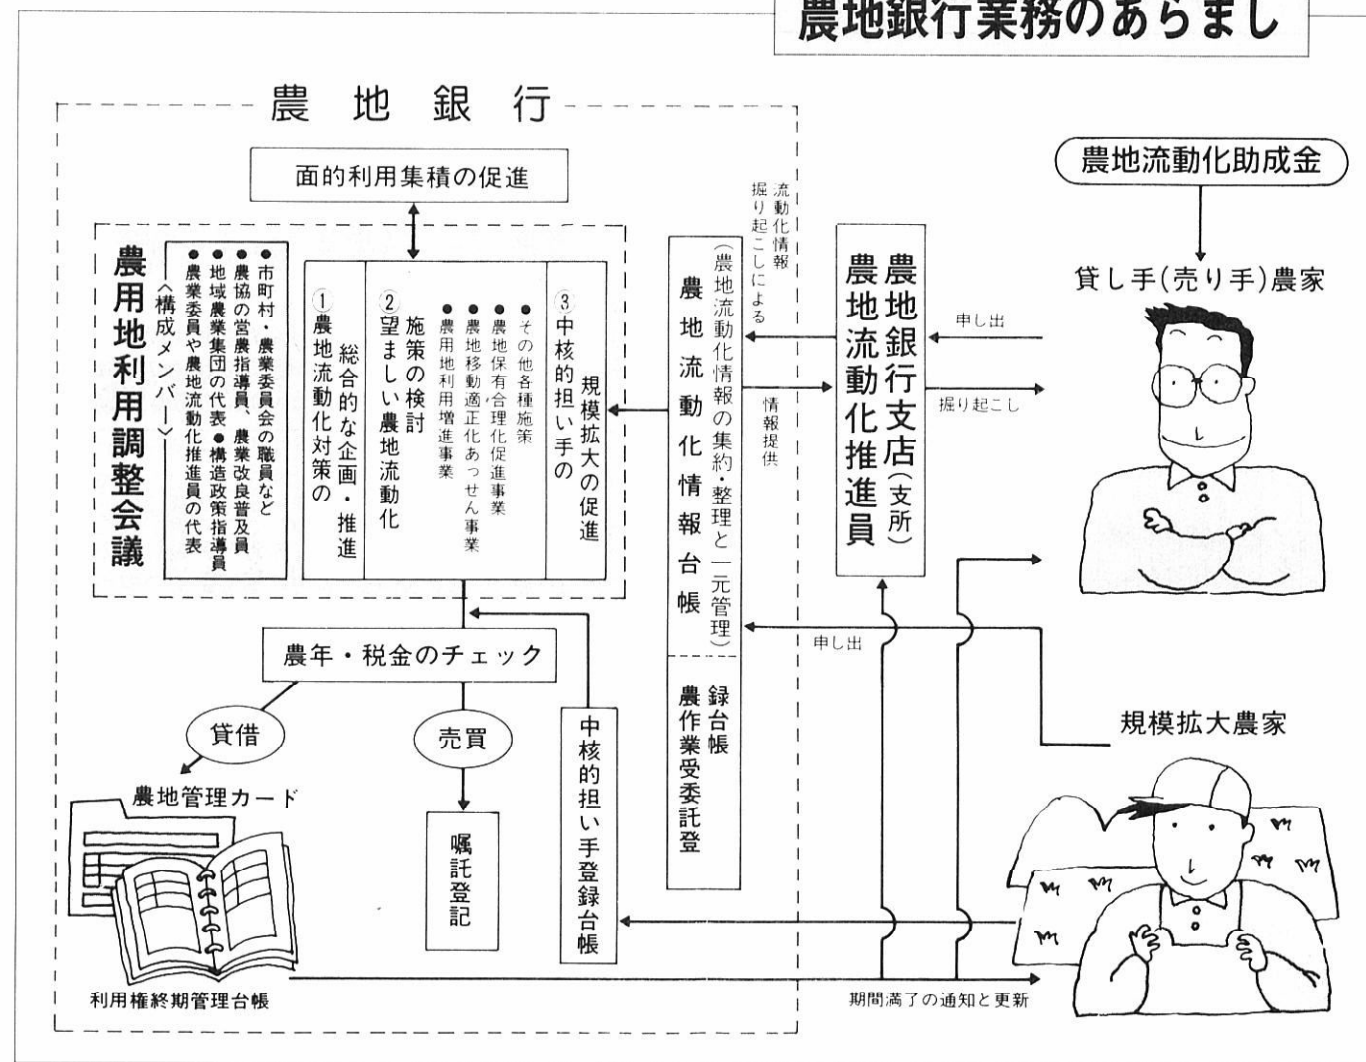 農地銀行業務のあらまし
農地銀行
面的利用集積の促進
農用地利用調整会議
〈構成メンバー〉
●市町村・農業委員会の職員など
●農協の営農指導員、農業改良普及員
●地域農業集団の代表●構造政策指導員
●農業委員や農地流動化推進員の代表
①農地流動化対策の
総合的な企画・推進
②望ましい農地流動化
施策の検討
●農用地利用増進事業
●農地移動適正化あっせん事業
●農地保有合理化促進事業
●その他各種施策
③中核的担い手の
規模拡大の促進
農地流動化情報台帳
(農地流動化情報の集約・整理と一元管理)
農作業受委託登
録台帳
流動化情報
掘り起こしによる
情報提供
農地銀行支店(支所)
農地流動化推進員
申し出
掘り起こし
農地流動化助成金
貸し手(売り手)農家
申し出
規模拡大農家
農年・税金のチェック
貸借
売買
農地管理カード
嘱託登記
中核的担い手登録台帳
利用権終期管理台帳
期間満了の通知と更新